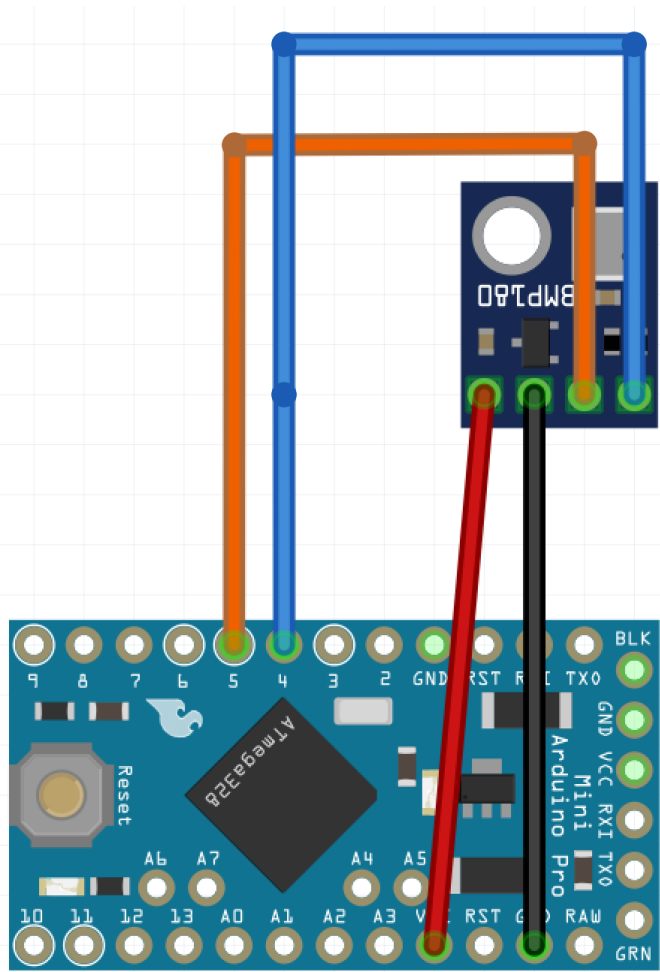 BMP180
BLK
9 8 7 6 5 4 3 2 GND RST RXI TXO
GND
VCC
RXI
TXO
GRN
ATmega328
Reset
Arduino Pro
Mini
A6 A7 A4 A5
10 11 12 13 A0 A1 A2 A3 VCC RST GND RAW